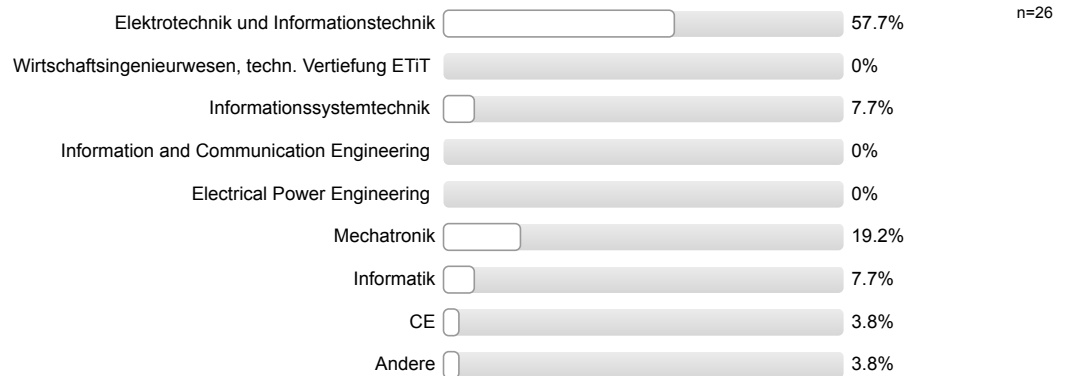 Elektrotechnik und Informationstechnik 57.7% n=26
Wirtschaftsingenieurwesen, techn. Vertiefung ETiT 0%
Informationssystemtechnik 7.7%
Information and Communication Engineering 0%
Electrical Power Engineering 0%
Mechatronik 19.2%
Informatik 7.7%
CE 3.8%
Andere 3.8%